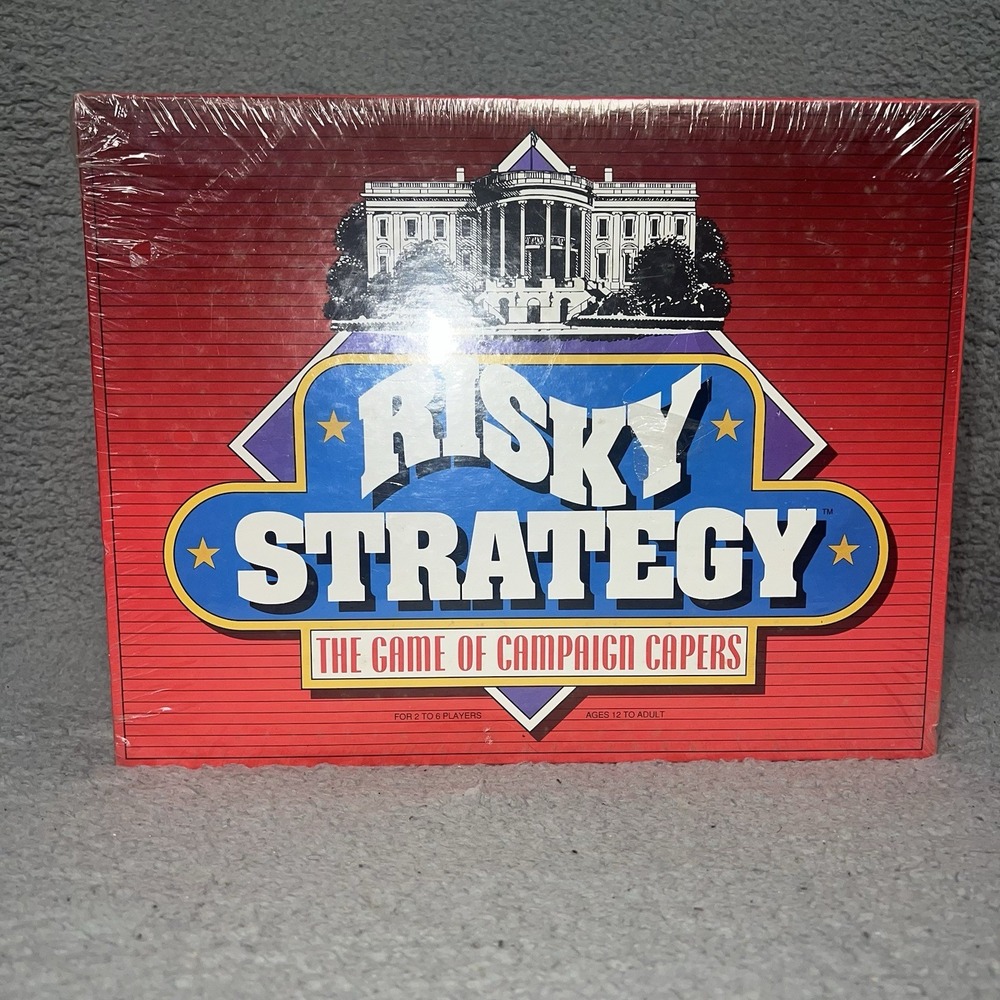 RISKY
STRATEGY™
THE GAME OF CAMPAIGN CAPERS
FOR 2 TO 6 PLAYERS AGES 12 TO ADULT